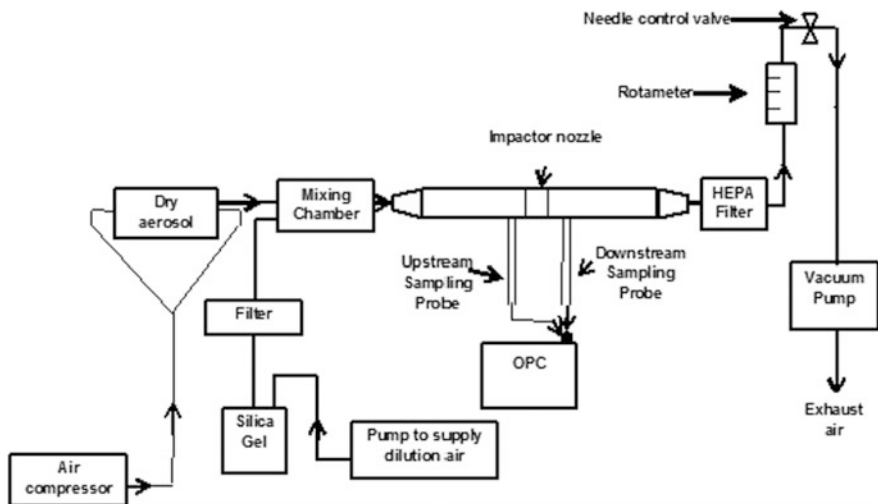 Needle control valve
Rotameter
Impactor nozzle
Dry
aerosol
Mixing
Chamber
HEPA
Filter
Upstream
Sampling
Probe
Downstream
Sampling
Probe
Vacuum
Pump
Filter
OPC
Silica
Gel
Pump to supply
dilution air
Exhaust
air
Air
compressor